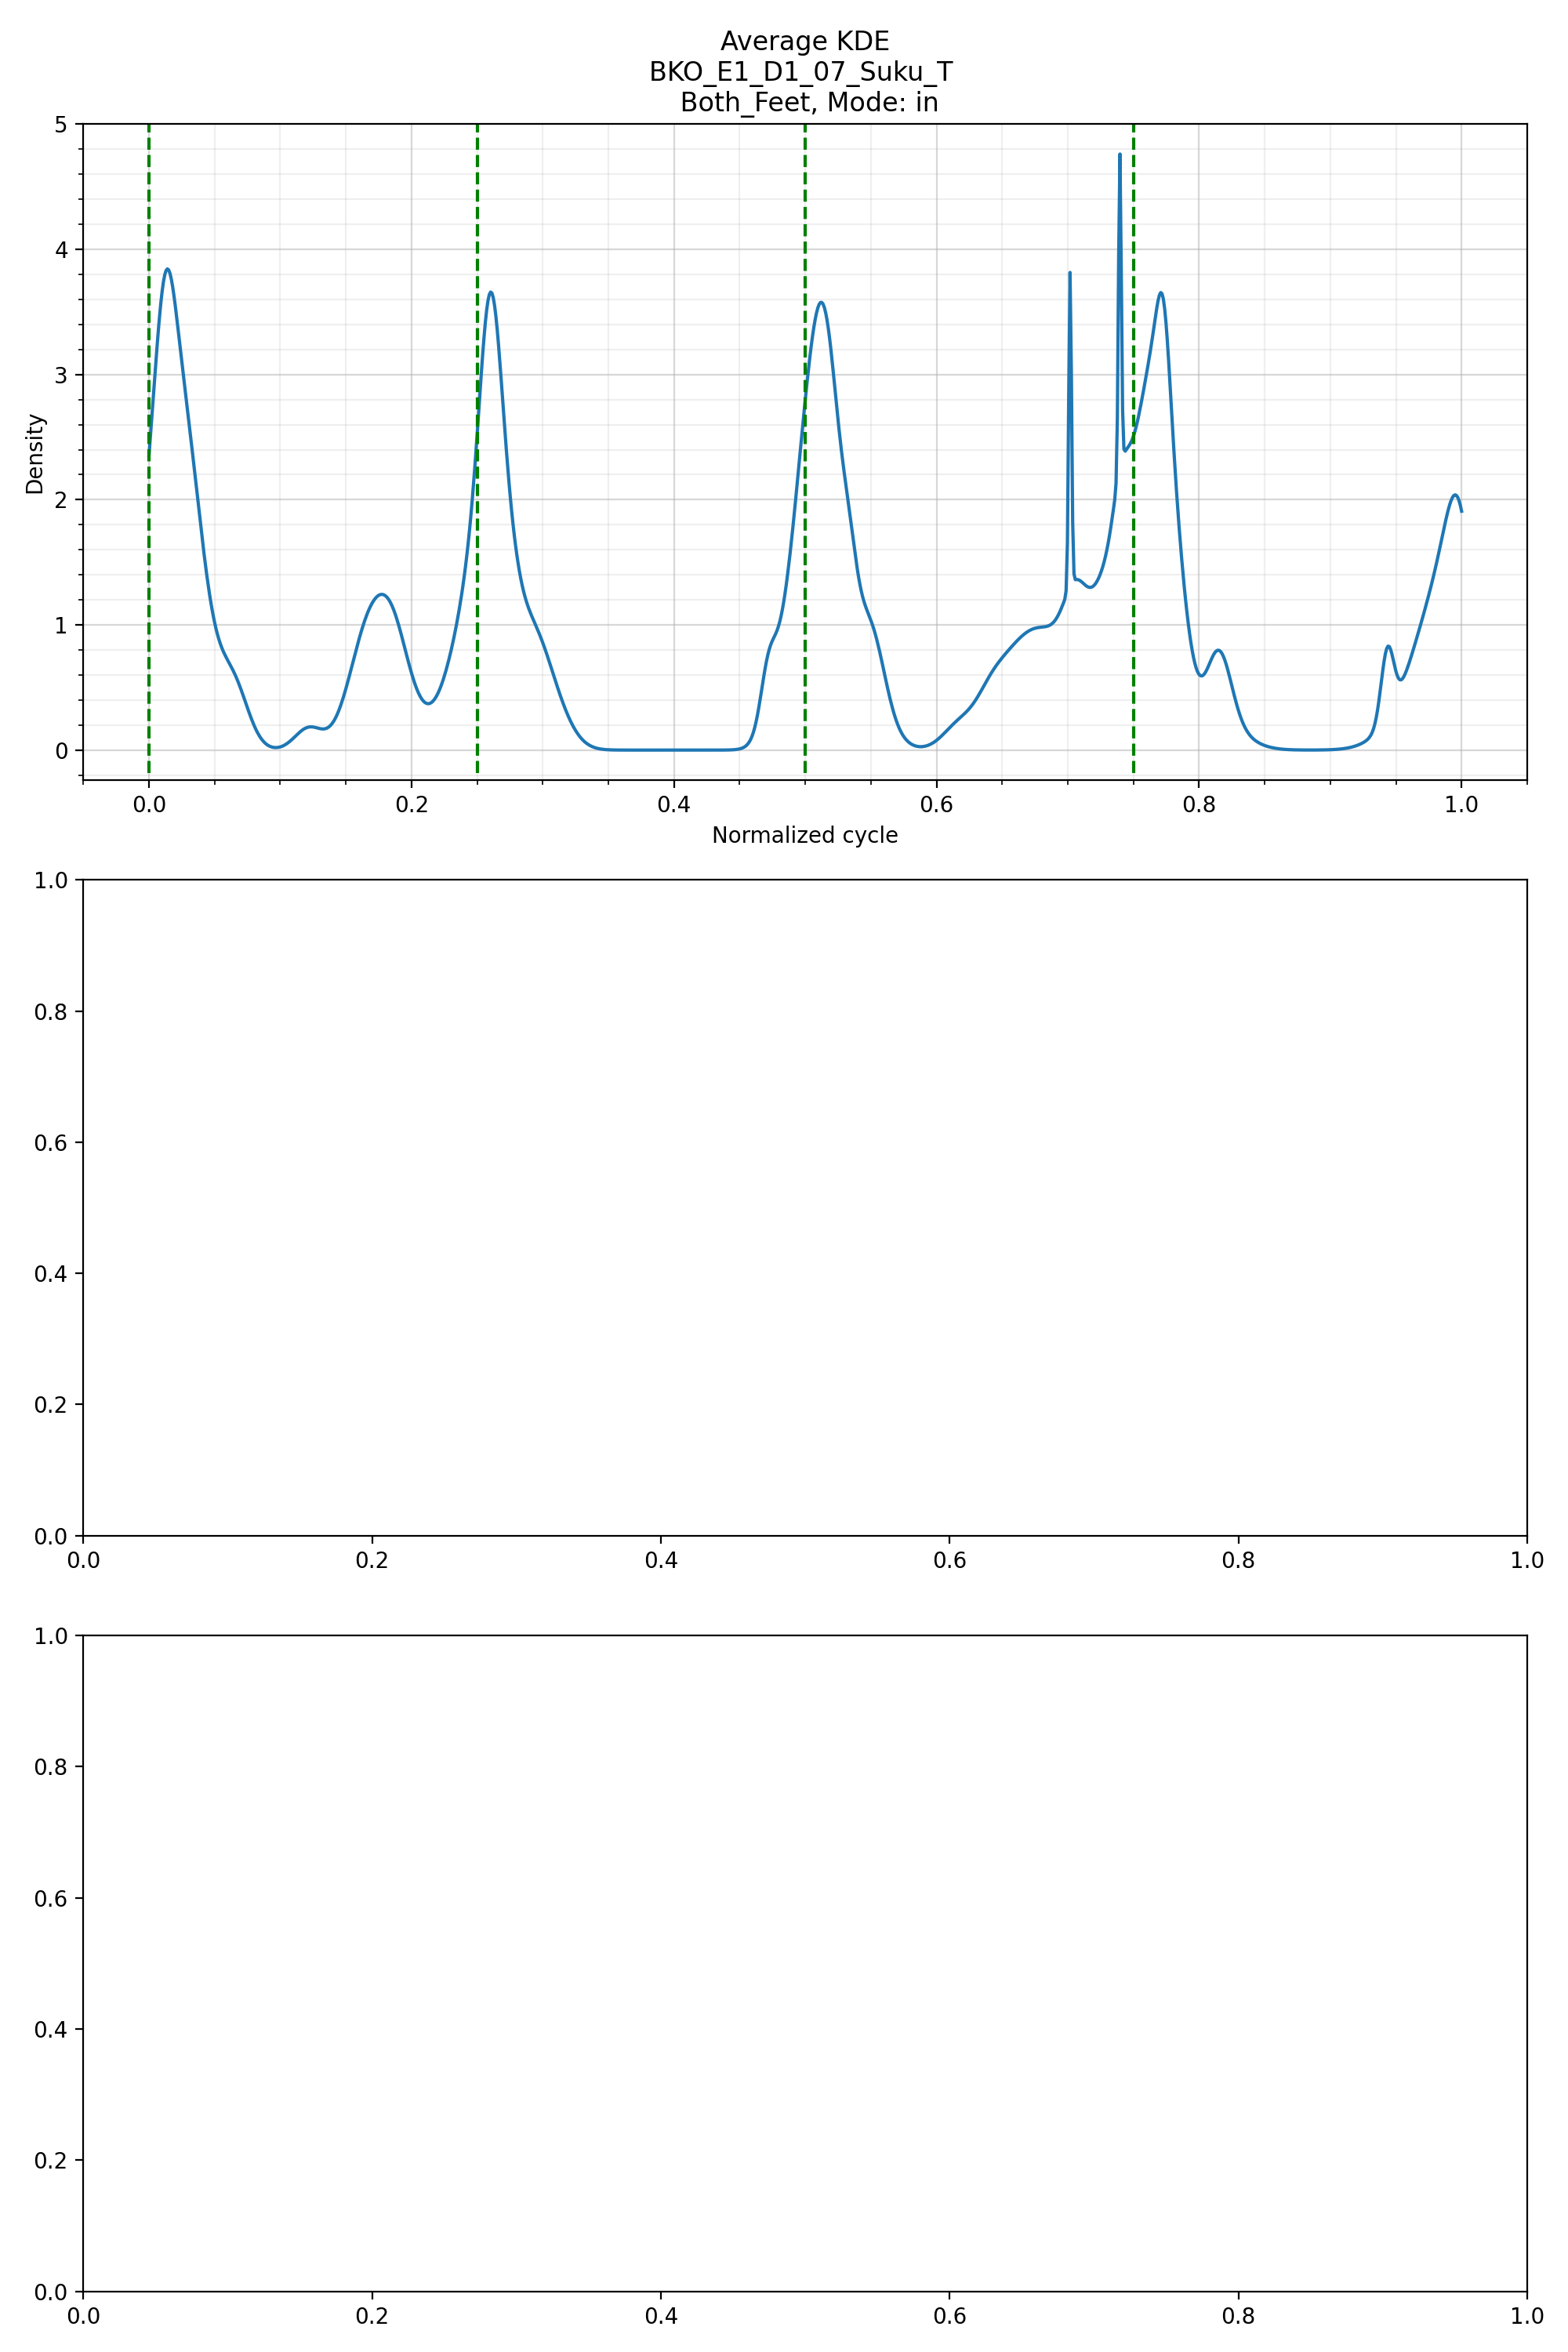 Average KDE
BKO_E1_D1_07_Suku_T
Both_Feet, Mode: in
5
4
3
2
1
0
Density
0.0 0.2 0.4 0.6 0.8 1.0
Normalized cycle
1.0
0.8
0.6
0.4
0.2
0.0
0.0 0.2 0.4 0.6 0.8 1.0
1.0
0.8
0.6
0.4
0.2
0.0
0.0 0.2 0.4 0.6 0.8 1.0